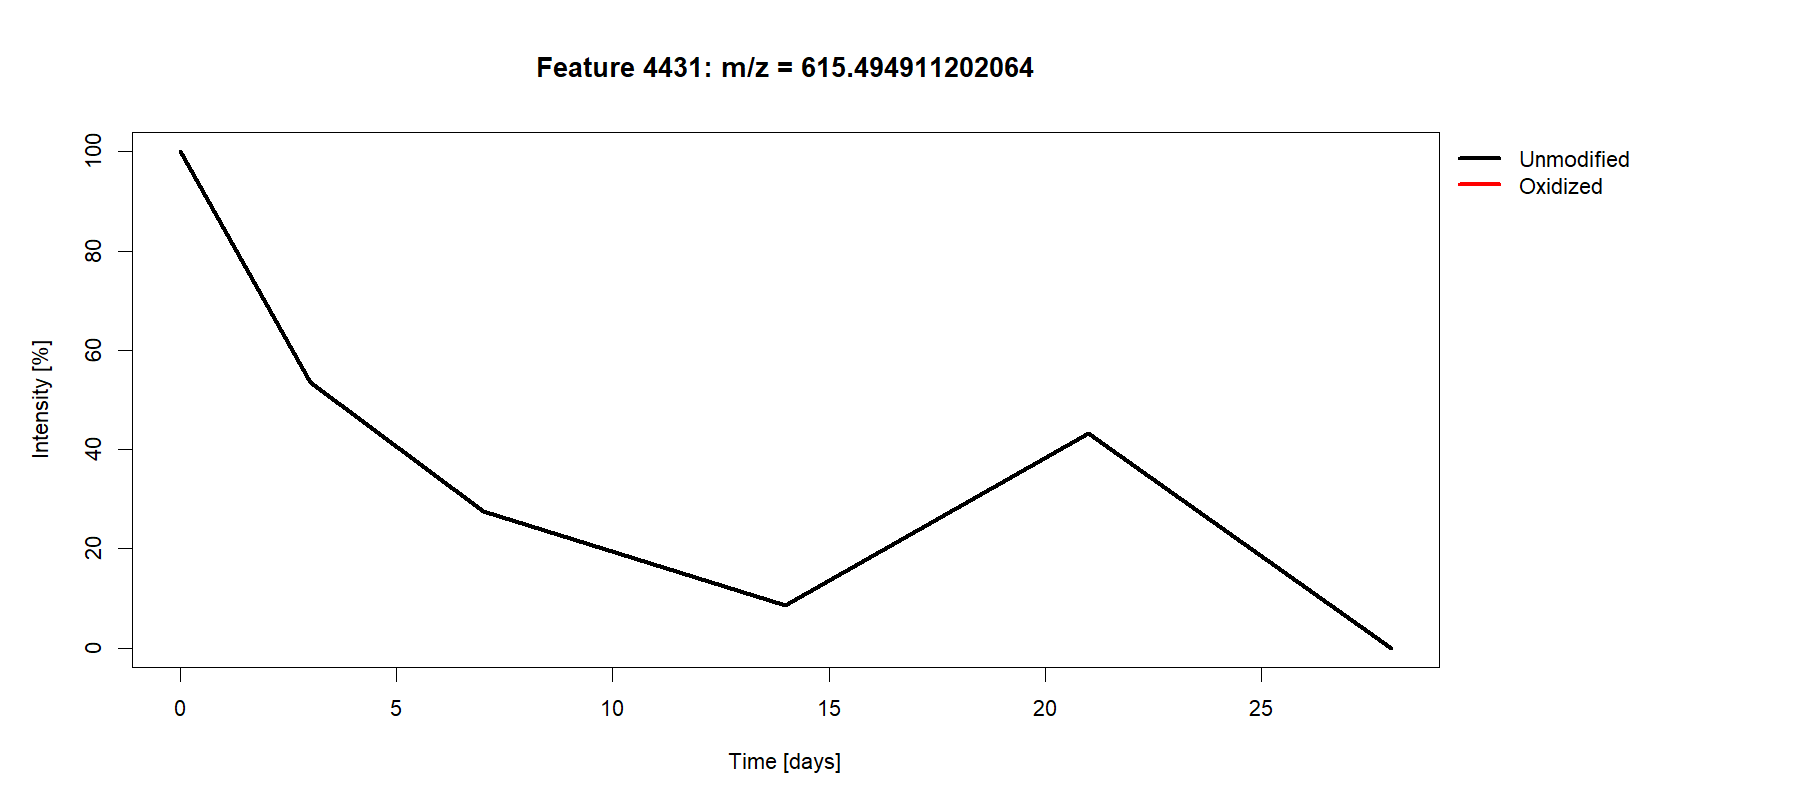 Feature 4431: m/z = 615.494911202064
Unmodified
Oxidized
Intensity [%]
100
80
60
40
20
0
0 5 10 15 20 25
Time [days]